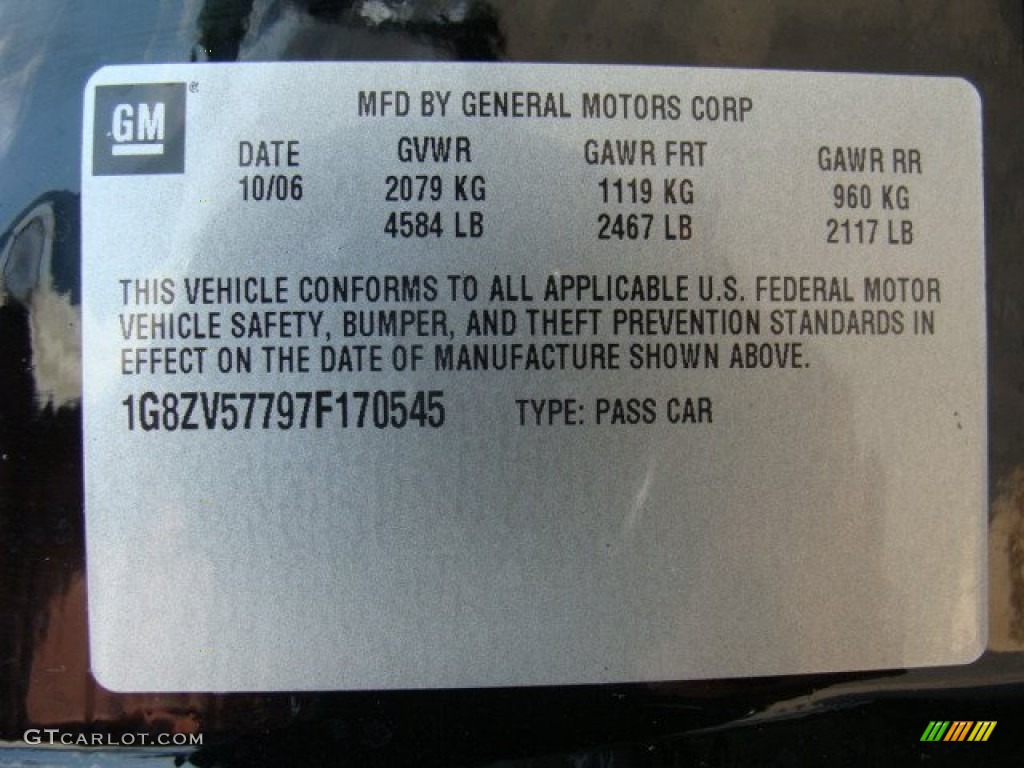 GM ®
MFD BY GENERAL MOTORS CORP
DATE GVWR GAWR FRT GAWR RR
10/06 2079 KG 1119 KG 960 KG
4584 LB 2467 LB 2117 LB
THIS VEHICLE CONFORMS TO ALL APPLICABLE U.S. FEDERAL MOTOR
VEHICLE SAFETY, BUMPER, AND THEFT PREVENTION STANDARDS IN
EFFECT ON THE DATE OF MANUFACTURE SHOWN ABOVE.
1G8ZV57797F170545 TYPE: PASS CAR
GTCARLOT.COM